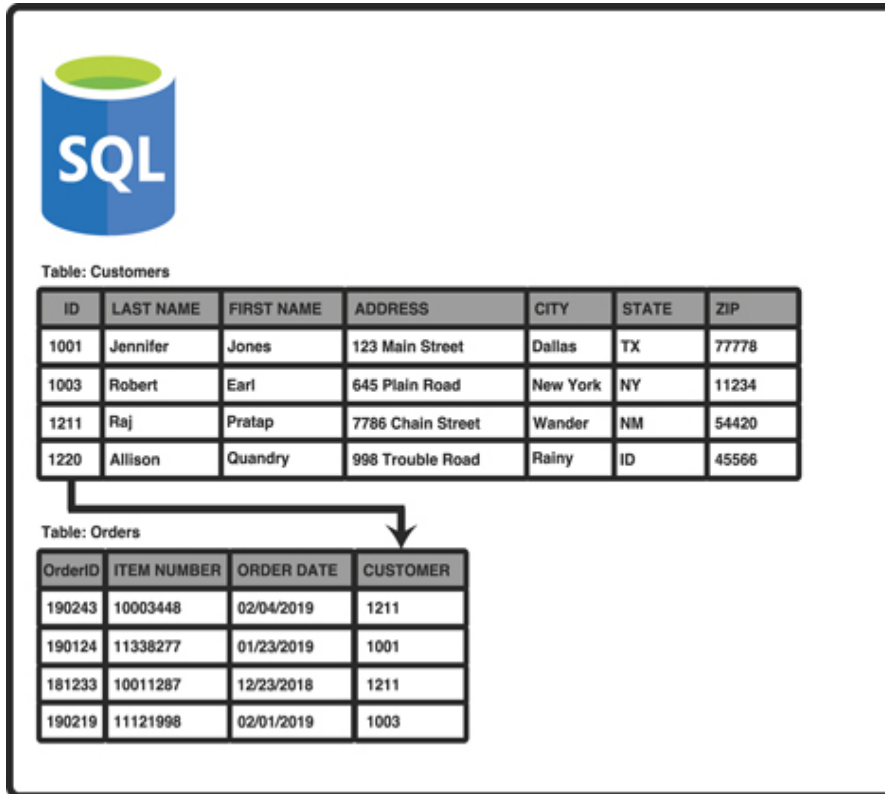 SQL
Table: Customers
ID LAST NAME FIRST NAME ADDRESS CITY STATE ZIP
1001 Jennifer Jones 123 Main Street Dallas TX 77778
1003 Robert Earl 645 Plain Road New York NY 11234
1211 Raj Pratap 7786 Chain Street Wander NM 54420
1220 Allison Quandry 998 Trouble Road Rainy ID 45566
Table: Orders
OrderID ITEM NUMBER ORDER DATE CUSTOMER
190243 10003448 02/04/2019 1211
190124 11338277 01/23/2019 1001
181233 10011287 12/23/2018 1211
190219 11121998 02/01/2019 1003